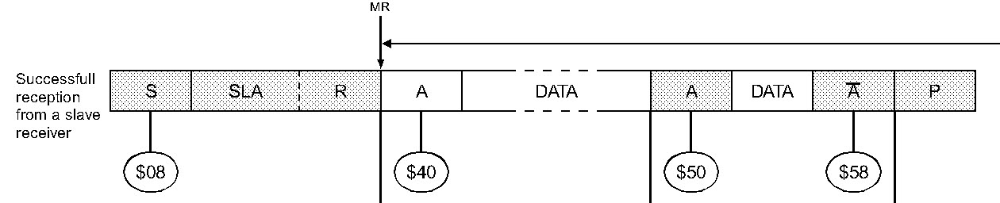 MR
Successfull
reception
from a slave
receiver
S SLA R A DATA A DATA A̅ P
$08 $40 $50 $58